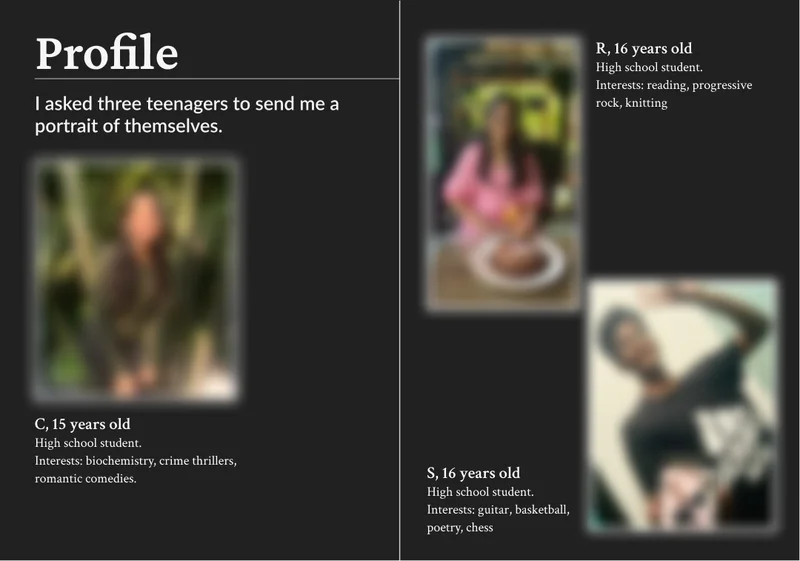 Profile
I asked three teenagers to send me a
portrait of themselves.
C, 15 years old
High school student.
Interests: biochemistry, crime thrillers,
romantic comedies.
R, 16 years old
High school student.
Interests: reading, progressive
rock, knitting
S, 16 years old
High school student.
Interests: guitar, basketball,
poetry, chess